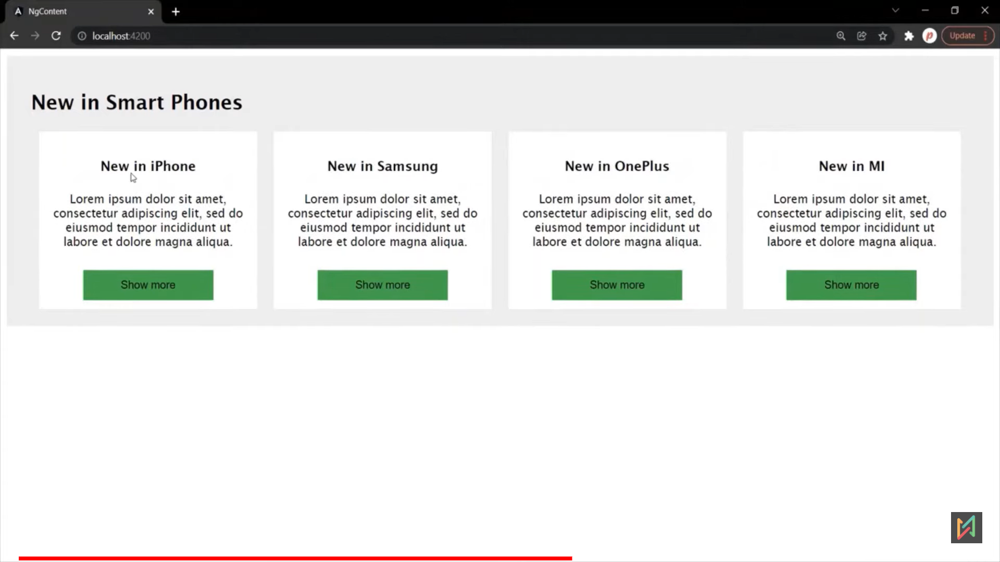 NgContent
localhost:4200
Update
New in Smart Phones
New in iPhone
Lorem ipsum dolor sit amet,
consectetur adipiscing elit, sed do
eiusmod tempor incididunt ut
labore et dolore magna aliqua.
Show more
New in Samsung
Lorem ipsum dolor sit amet,
consectetur adipiscing elit, sed do
eiusmod tempor incididunt ut
labore et dolore magna aliqua.
Show more
New in OnePlus
Lorem ipsum dolor sit amet,
consectetur adipiscing elit, sed do
eiusmod tempor incididunt ut
labore et dolore magna aliqua.
Show more
New in MI
Lorem ipsum dolor sit amet,
consectetur adipiscing elit, sed do
eiusmod tempor incididunt ut
labore et dolore magna aliqua.
Show more